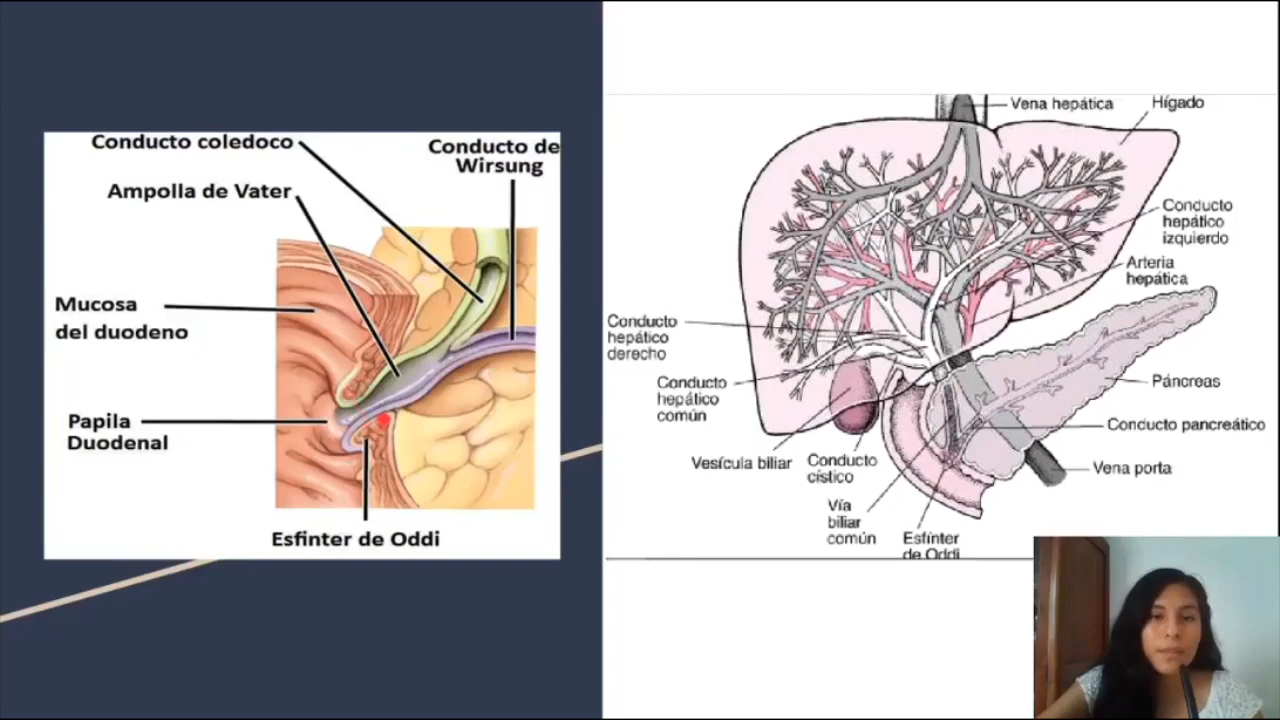 Conducto coledoco
Conducto de
Wirsung
Ampolla de Vater
Mucosa
del duodeno
Papila
Duodenal
Esfinter de Oddi
Vena hepática
Hígado
Conducto
hepático
izquierdo
Arteria
hepática
Conducto
hepático
derecho
Conducto
hepático
común
Páncreas
Conducto pancreático
Vena porta
Vesícula biliar
Conducto
cístico
Vía
biliar
común
Esfínter
de Oddi